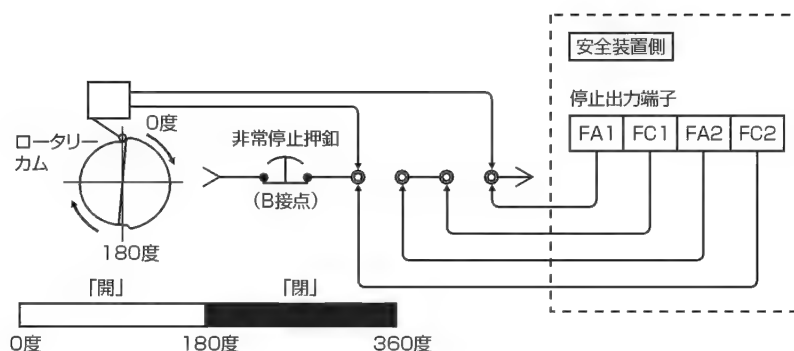 安全装置側
停止出力端子
FA1 FC1 FA2 FC2
0度
ロータリー
カム
非常停止押釦
(B接点)
180度
「開」 「閉」
0度 180度 360度